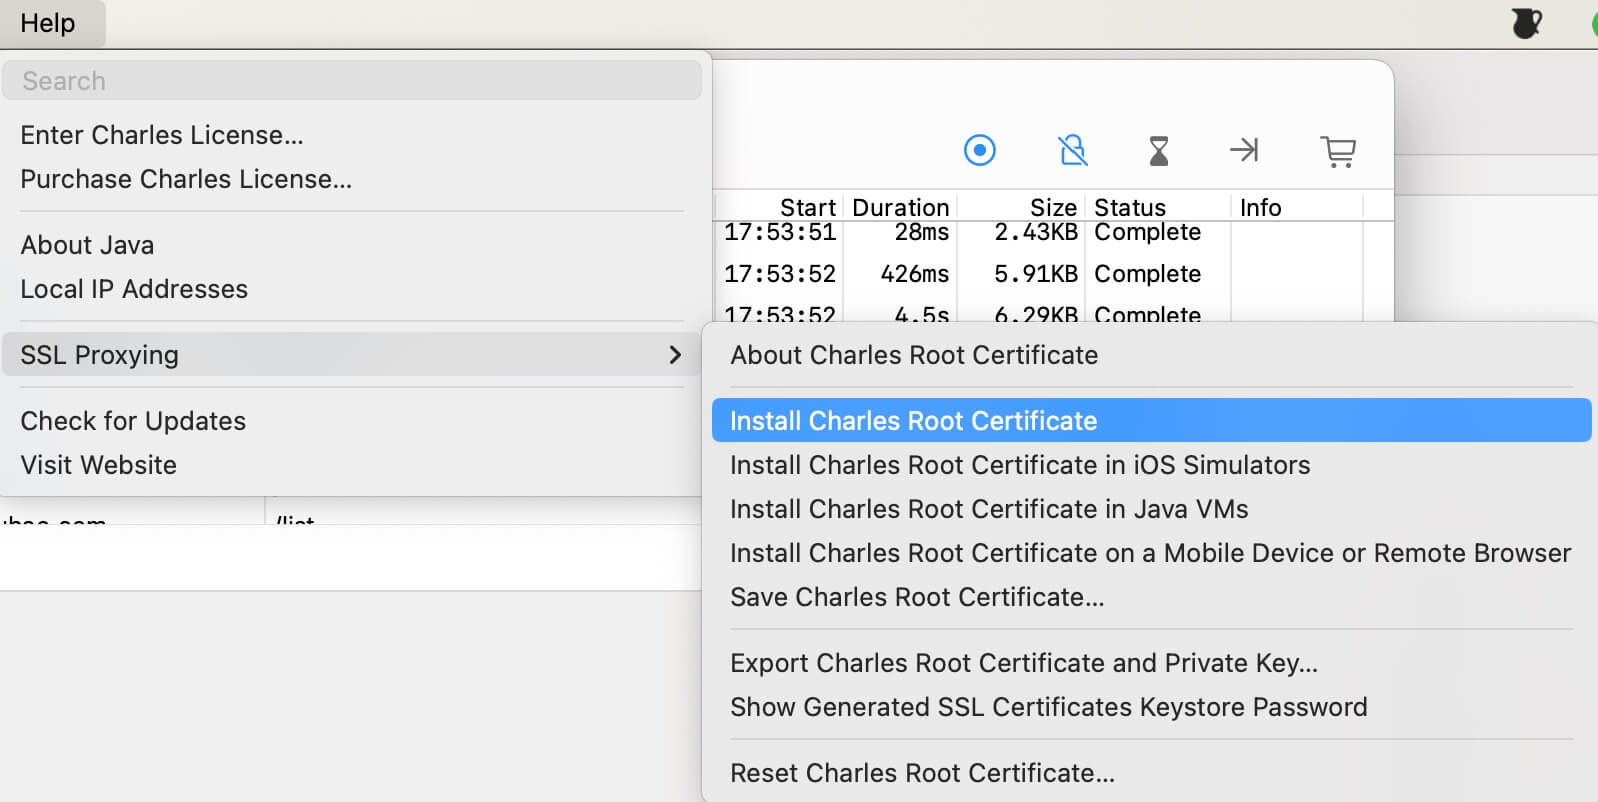 Help
Search
Enter Charles License...
Purchase Charles License...
About Java
Local IP Addresses
SSL Proxying
Check for Updates
Visit Website
Start Duration Size Status Info
17:53:51 28ms 2.43KB Complete
17:53:52 426ms 5.91KB Complete
17:53:52 4.5s 6.29KB Complete
About Charles Root Certificate
Install Charles Root Certificate
Install Charles Root Certificate in iOS Simulators
Install Charles Root Certificate in Java VMs
Install Charles Root Certificate on a Mobile Device or Remote Browser
Save Charles Root Certificate...
Export Charles Root Certificate and Private Key...
Show Generated SSL Certificates Keystore Password
Reset Charles Root Certificate...
/list